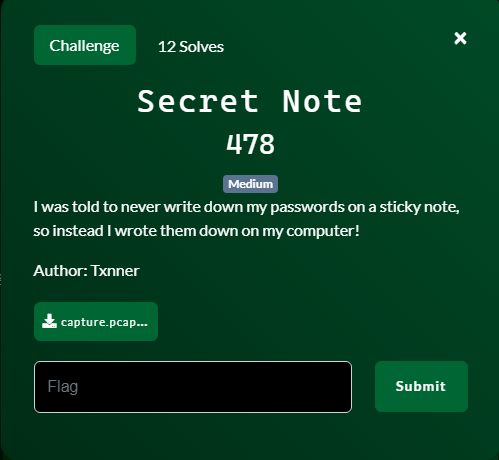 Challenge
12 Solves
×
Secret Note
478
Medium
I was told to never write down my passwords on a sticky note,
so instead I wrote them down on my computer!
Author: Txnner
capture.pcap...
Flag
Submit